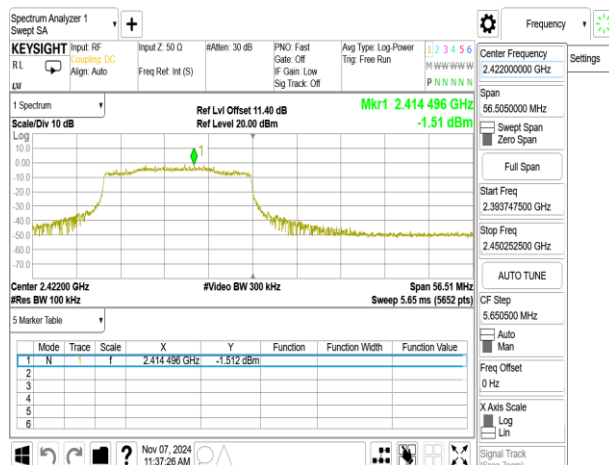 Spectrum Analyzer 1
Swept SA
+
Frequency
KEYSIGHT
RL
Input: RF
Coupling: DC
Align: Auto
Input Z: 50 Ω
Freq Ref: Int (S)
#Atten: 30 dB
PNO: Fast
Gate: Off
IF Gain: Low
Sig Track: Off
Avg Type: Log-Power
Trig: Free Run
1 2 3 4 5 6
M W W W W W
P N N N N N
Center Frequency
2.422000000 GHz
Settings
Span
56.5050000 MHz
Swept Span
Zero Span
Full Span
Start Freq
2.393747500 GHz
Stop Freq
2.450252500 GHz
AUTO TUNE
CF Step
5.650500 MHz
Auto
Man
Freq Offset
0 Hz
X Axis Scale
Log
Lin
Signal Track
(Span Zoom)
1 Spectrum
Scale/Div 10 dB
Ref Lvl Offset 11.40 dB
Ref Level 20.00 dBm
Mkr1 2.414 496 GHz
-1.51 dBm
Log
10.0
0.00
-10.0
-20.0
-30.0
-40.0
-50.0
-60.0
-70.0
1
Center 2.42200 GHz
#Res BW 100 kHz
#Video BW 300 kHz
Span 56.51 MHz
Sweep 5.65 ms (5652 pts)
5 Marker Table
Mode Trace Scale X Y Function Function Width Function Value
1 N 1 f 2.414 496 GHz -1.512 dBm
2
3
4
5
6
?
Nov 07, 2024
11:37:26 AM